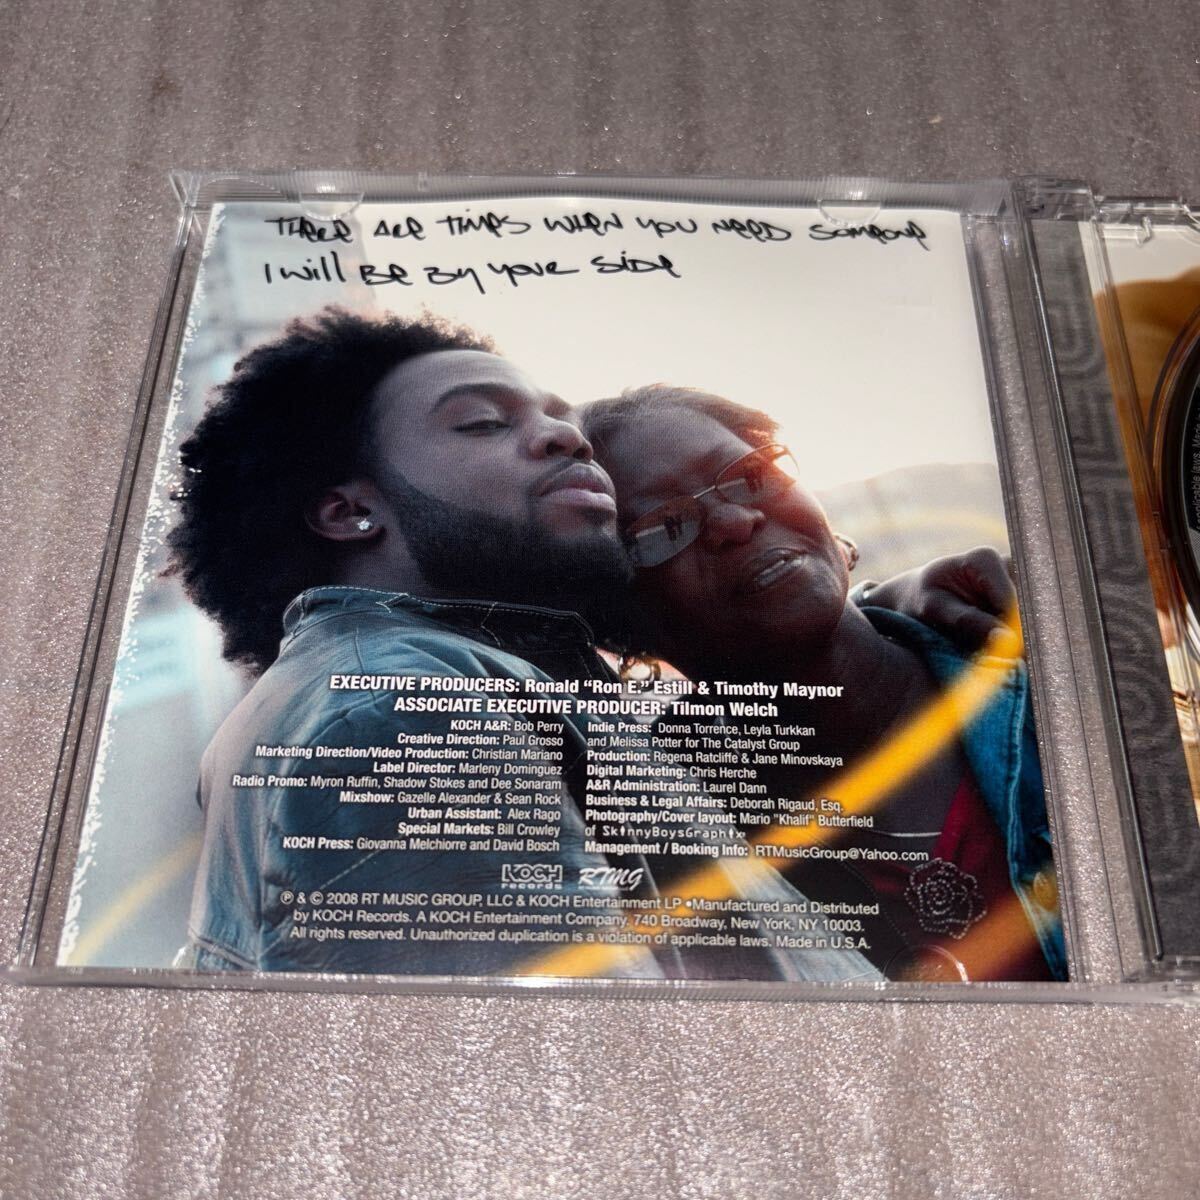 There are times when you need someone
I will be by your side
EXECUTIVE PRODUCERS: Ronald “Ron E.” Estill & Timothy Maynor
ASSOCIATE EXECUTIVE PRODUCER: Tilmon Welch
KOCH A&R: Bob Perry
Creative Direction: Paul Grosso
Marketing Direction/Video Production: Christian Mariano
Label Director: Marleny Dominguez
Radio Promo: Myron Ruffin, Shadow Stokes and Dee Sonaram
Mixshow: Gazelle Alexander & Sean Rock
Urban Assistant: Alex Rago
Special Markets: Bill Crowley
KOCH Press: Giovanna Melchiorre and David Bosch
Indie Press: Donna Torrence, Leyla Turkkan
and Melissa Potter for The Catalyst Group
Production: Regena Ratcliffe & Jane Minovskaya
Digital Marketing: Chris Herche
A&R Administration: Laurel Dann
Business & Legal Affairs: Deborah Rigaud, Esq.
Photography/Cover layout: Mario "Khalif" Butterfield
of SkinnyBoysGraphix
Management / Booking Info: RTMusicGroup@Yahoo.com
KOCH
records
RTMG
℗ & © 2008 RT MUSIC GROUP, LLC & KOCH Entertainment LP •Manufactured and Distributed
by KOCH Records. A KOCH Entertainment Company, 740 Broadway, New York, NY 10003.
All rights reserved. Unauthorized duplication is a violation of applicable laws. Made in U.S.A.